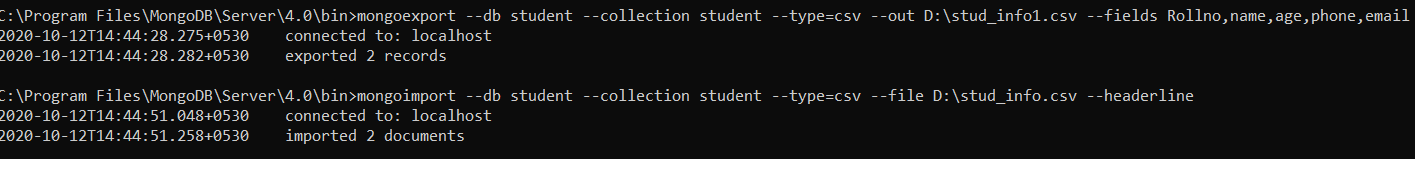 C:\Program Files\MongoDB\Server\4.0\bin>mongoexport --db student --collection student --type=csv --out D:\stud_info1.csv --fields Rollno,name,age,phone,email
2020-10-12T14:44:28.275+0530    connected to: localhost
2020-10-12T14:44:28.282+0530    exported 2 records
C:\Program Files\MongoDB\Server\4.0\bin>mongoimport --db student --collection student --type=csv --file D:\stud_info.csv --headerline
2020-10-12T14:44:51.048+0530    connected to: localhost
2020-10-12T14:44:51.258+0530    imported 2 documents